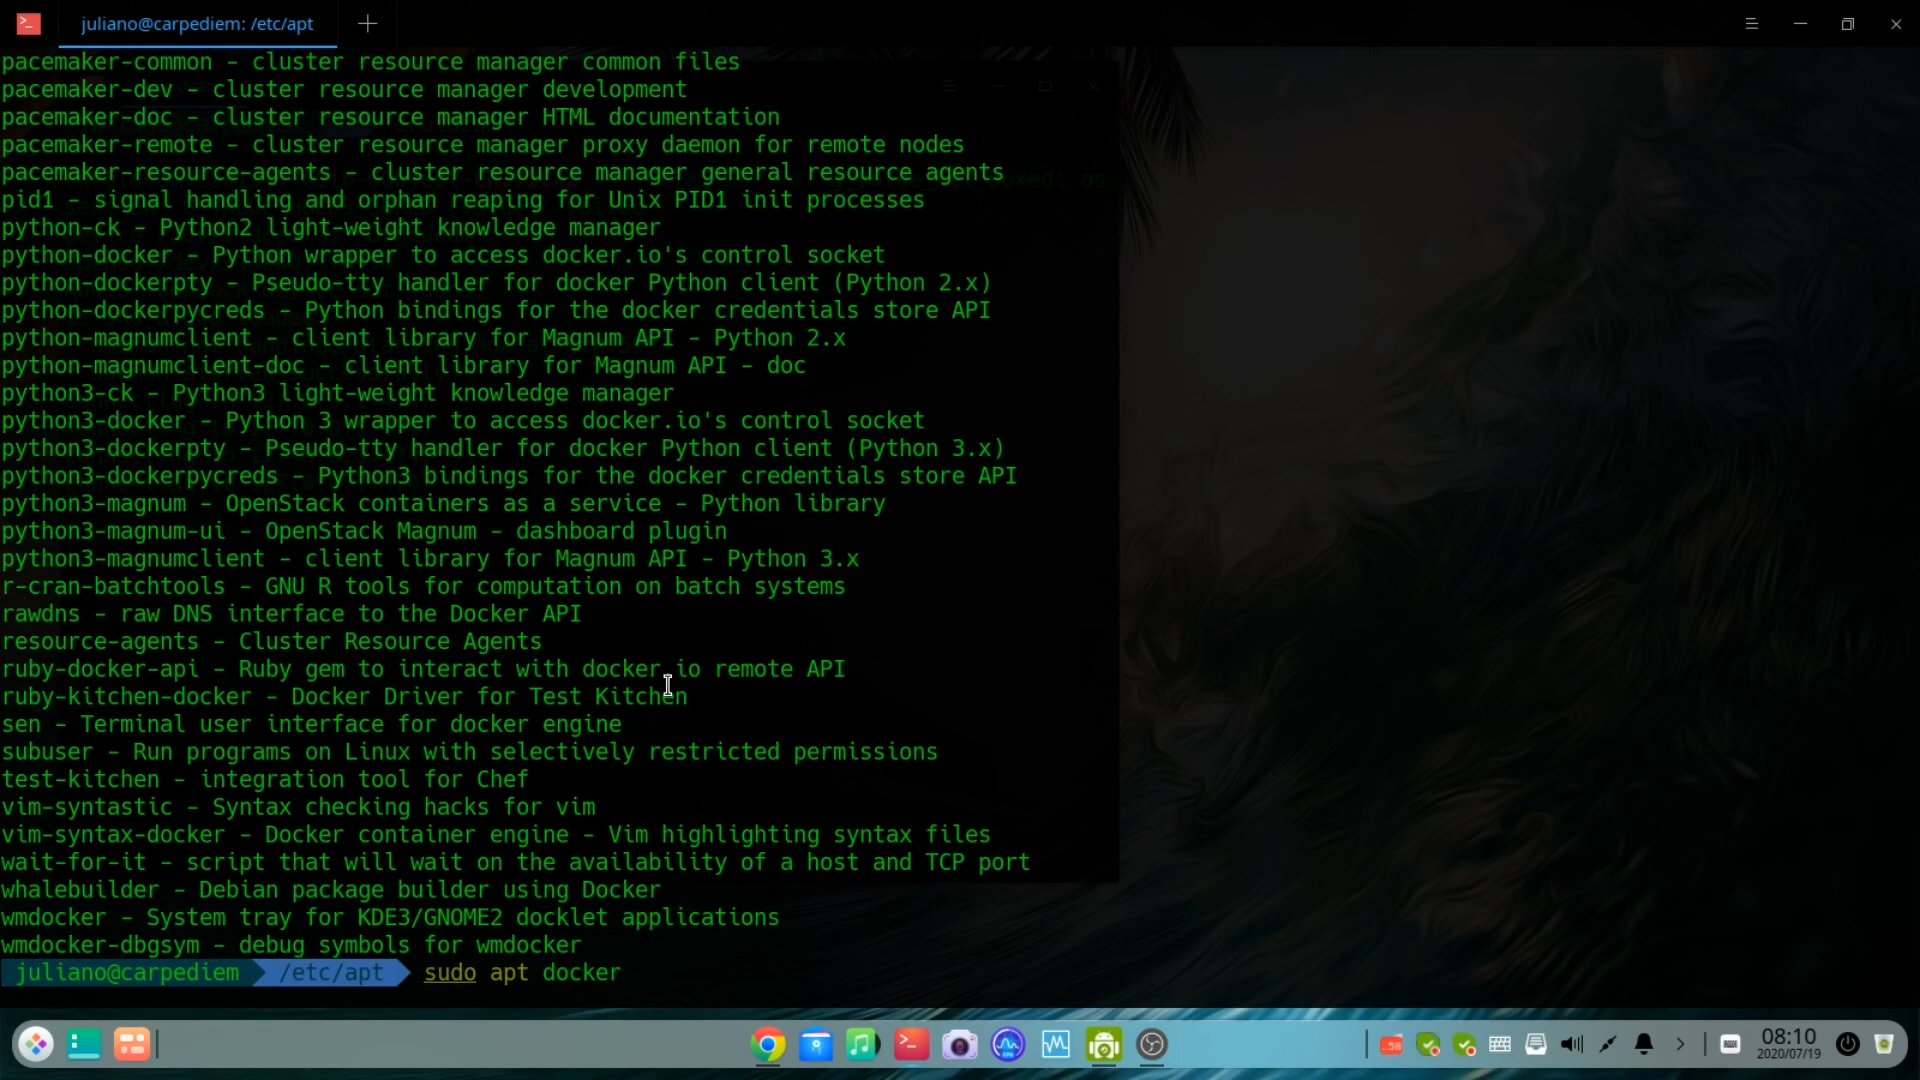 juliano@carpediem: /etc/apt
pacemaker-common - cluster resource manager common files
pacemaker-dev - cluster resource manager development
pacemaker-doc - cluster resource manager HTML documentation
pacemaker-remote - cluster resource manager proxy daemon for remote nodes
pacemaker-resource-agents - cluster resource manager general resource agents
pid1 - signal handling and orphan reaping for Unix PID1 init processes
python-ck - Python2 light-weight knowledge manager
python-docker - Python wrapper to access docker.io's control socket
python-dockerpty - Pseudo-tty handler for docker Python client (Python 2.x)
python-dockerpycreds - Python bindings for the docker credentials store API
python-magnumclient - client library for Magnum API - Python 2.x
python-magnumclient-doc - client library for Magnum API - doc
python3-ck - Python3 light-weight knowledge manager
python3-docker - Python 3 wrapper to access docker.io's control socket
python3-dockerpty - Pseudo-tty handler for docker Python client (Python 3.x)
python3-dockerpycreds - Python3 bindings for the docker credentials store API
python3-magnum - OpenStack containers as a service - Python library
python3-magnum-ui - OpenStack Magnum - dashboard plugin
python3-magnumclient - client library for Magnum API - Python 3.x
r-cran-batchtools - GNU R tools for computation on batch systems
rawdns - raw DNS interface to the Docker API
resource-agents - Cluster Resource Agents
ruby-docker-api - Ruby gem to interact with docker.io remote API
ruby-kitchen-docker - Docker Driver for Test Kitchen
sen - Terminal user interface for docker engine
subuser - Run programs on Linux with selectively restricted permissions
test-kitchen - integration tool for Chef
vim-syntastic - Syntax checking hacks for vim
vim-syntax-docker - Docker container engine - Vim highlighting syntax files
wait-for-it - script that will wait on the availability of a host and TCP port
whalebuilder - Debian package builder using Docker
wmdocker - System tray for KDE3/GNOME2 docklet applications
wmdocker-dbgsym - debug symbols for wmdocker
juliano@carpediem /etc/apt sudo apt docker
58
08:10
2020/07/19